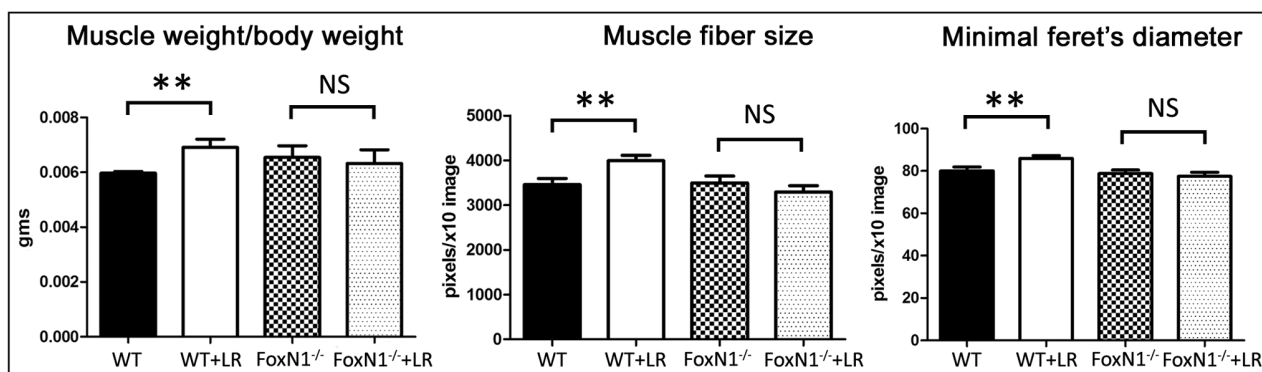 Muscle weight/body weight
**
NS
0.008
0.006
0.004
0.002
0.000
gms
WT
WT+LR
FoxN1⁻/⁻
FoxN1⁻/⁻+LR
Muscle fiber size
**
NS
5000
4000
3000
2000
1000
0
pixels/x10 image
WT
WT+LR
FoxN1⁻/⁻
FoxN1⁻/⁻+LR
Minimal feret's diameter
**
NS
100
80
60
40
20
0
pixels/x10 image
WT
WT+LR
FoxN1⁻/⁻
FoxN1⁻/⁻+LR